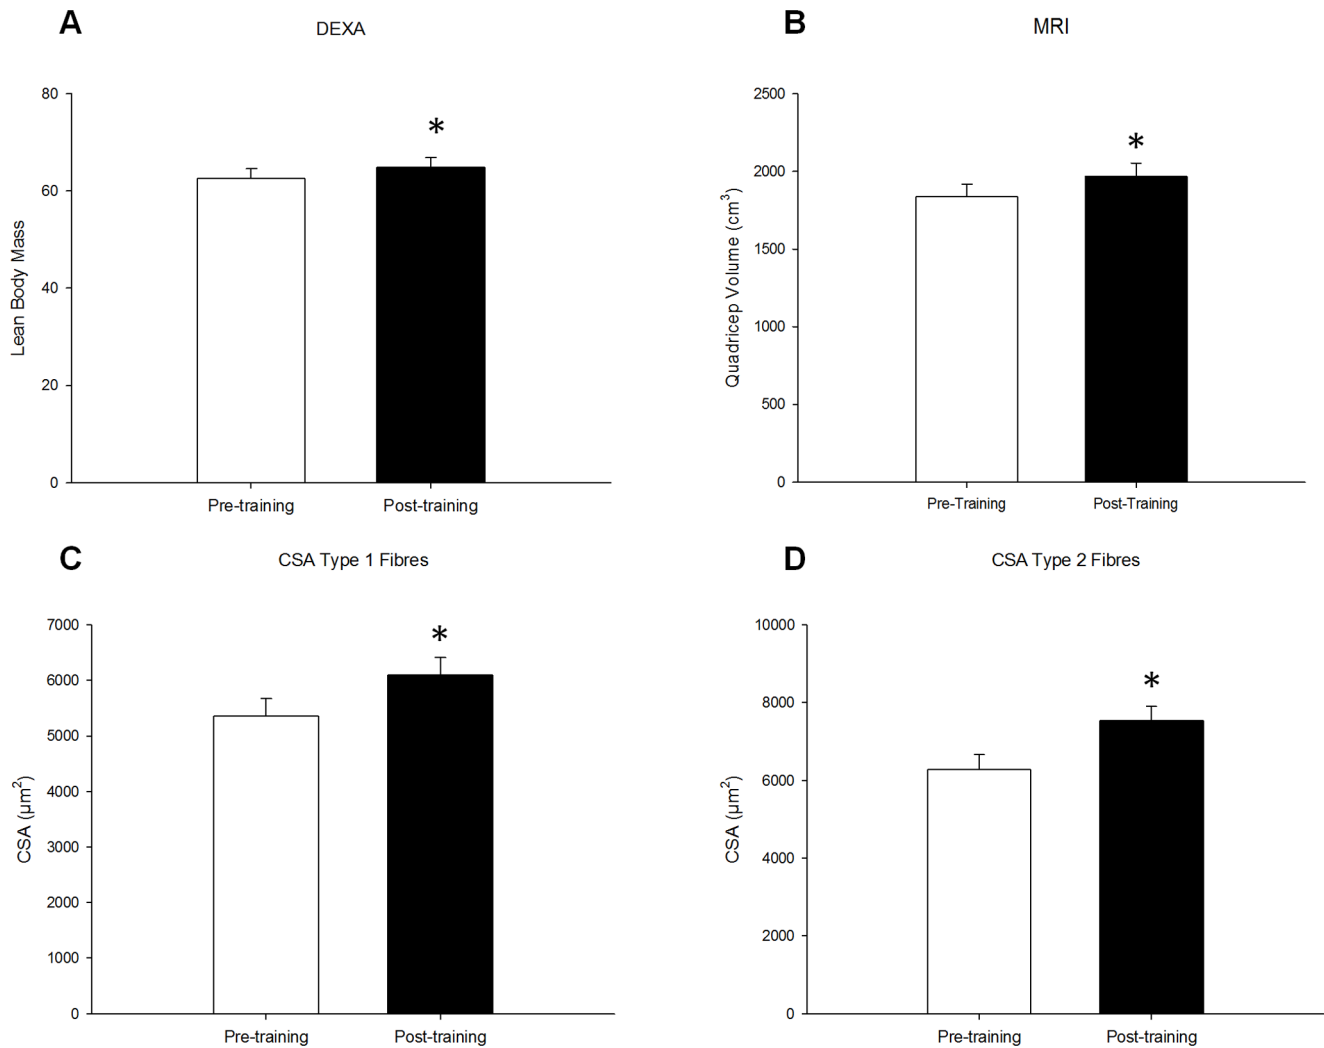 A
DEXA
80
60
40
20
0
Lean Body Mass
*
Pre-training
Post-training
B
MRI
2500
2000
1500
1000
500
0
Quadricep Volume (cm³)
*
Pre-Training
Post-Training
C
CSA Type 1 Fibres
7000
6000
5000
4000
3000
2000
1000
0
CSA (µm²)
*
Pre-training
Post-training
D
CSA Type 2 Fibres
10000
8000
6000
4000
2000
0
CSA (µm²)
*
Pre-training
Post-training